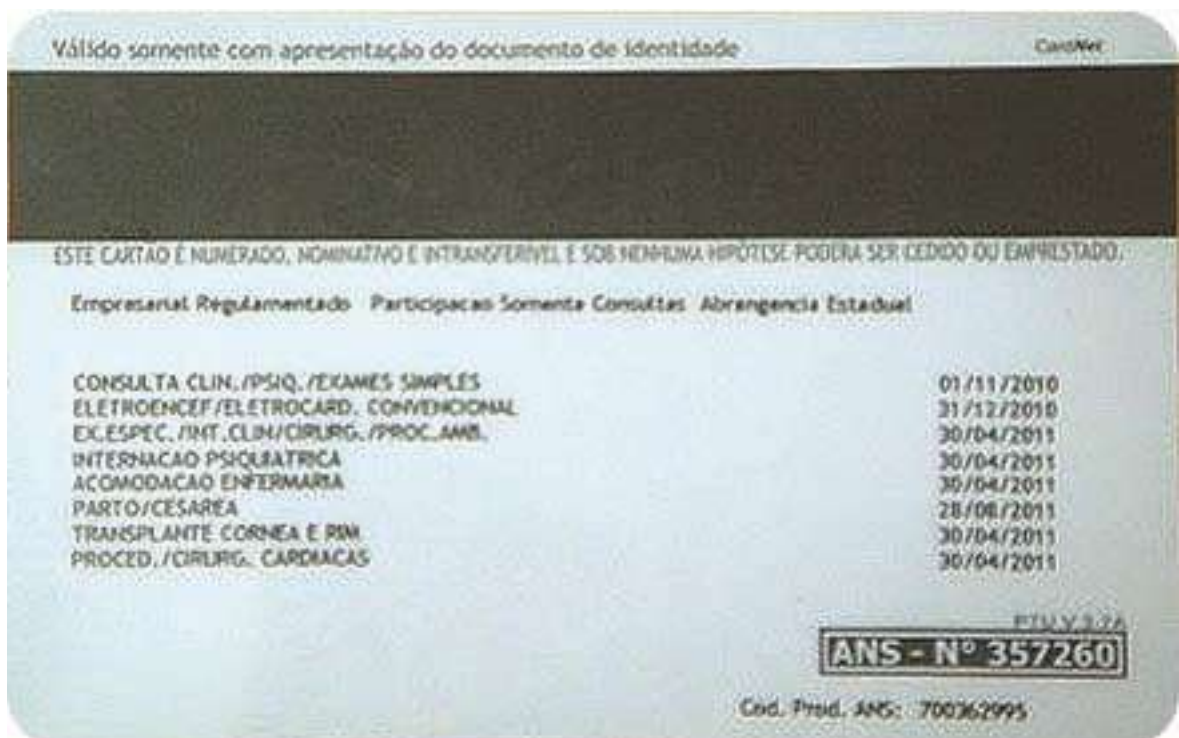 Válido somente com apresentação do documento de identidade CardNet
ESTE CARTAO É NUMERADO, NOMINATIVO E INTRANSFERÍVEL E SOB NENHUMA HIPÓTESE PODERA SER CEDIDO OU EMPRESTADO.
Empresarial Regulamentado Participacao Somente Consultas Abrangencia Estadual
CONSULTA CLIN./PSIQ./EXAMES SIMPLES 01/11/2010
ELETROENCEF/ELETROCARD. CONVENCIONAL 31/12/2010
EX.ESPEC./INT.CLIN/CIRURG./PROC.AMB. 30/04/2011
INTERNACAO PSIQUIATRICA 30/04/2011
ACOMODACAO ENFERMARIA 30/04/2011
PARTO/CESAREA 28/08/2011
TRANSPLANTE CORNEA E RIM 30/04/2011
PROCED./CIRURG. CARDIACAS 30/04/2011
ANS - Nº 357260
Cod. Prod. ANS: 700362995